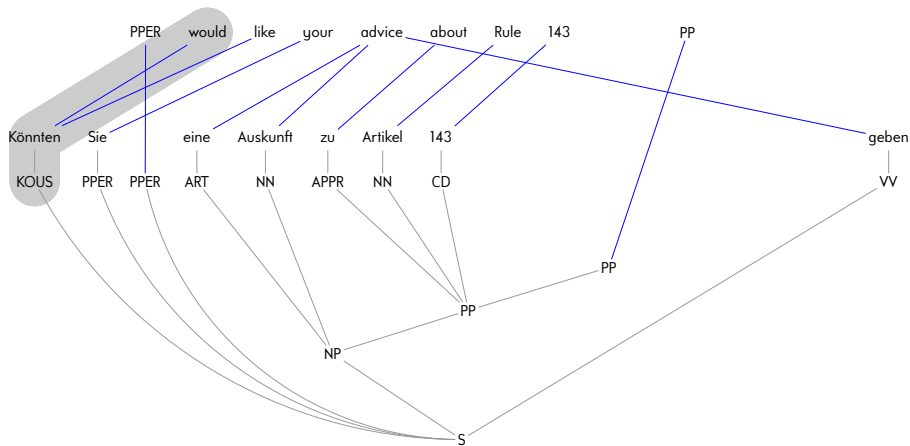 PPER would like your advice about Rule 143 PP
Könnten Sie eine Auskunft zu Artikel 143 geben
KOUS PPER PPER ART NN APPR NN CD VV
PP
PP
NP
S